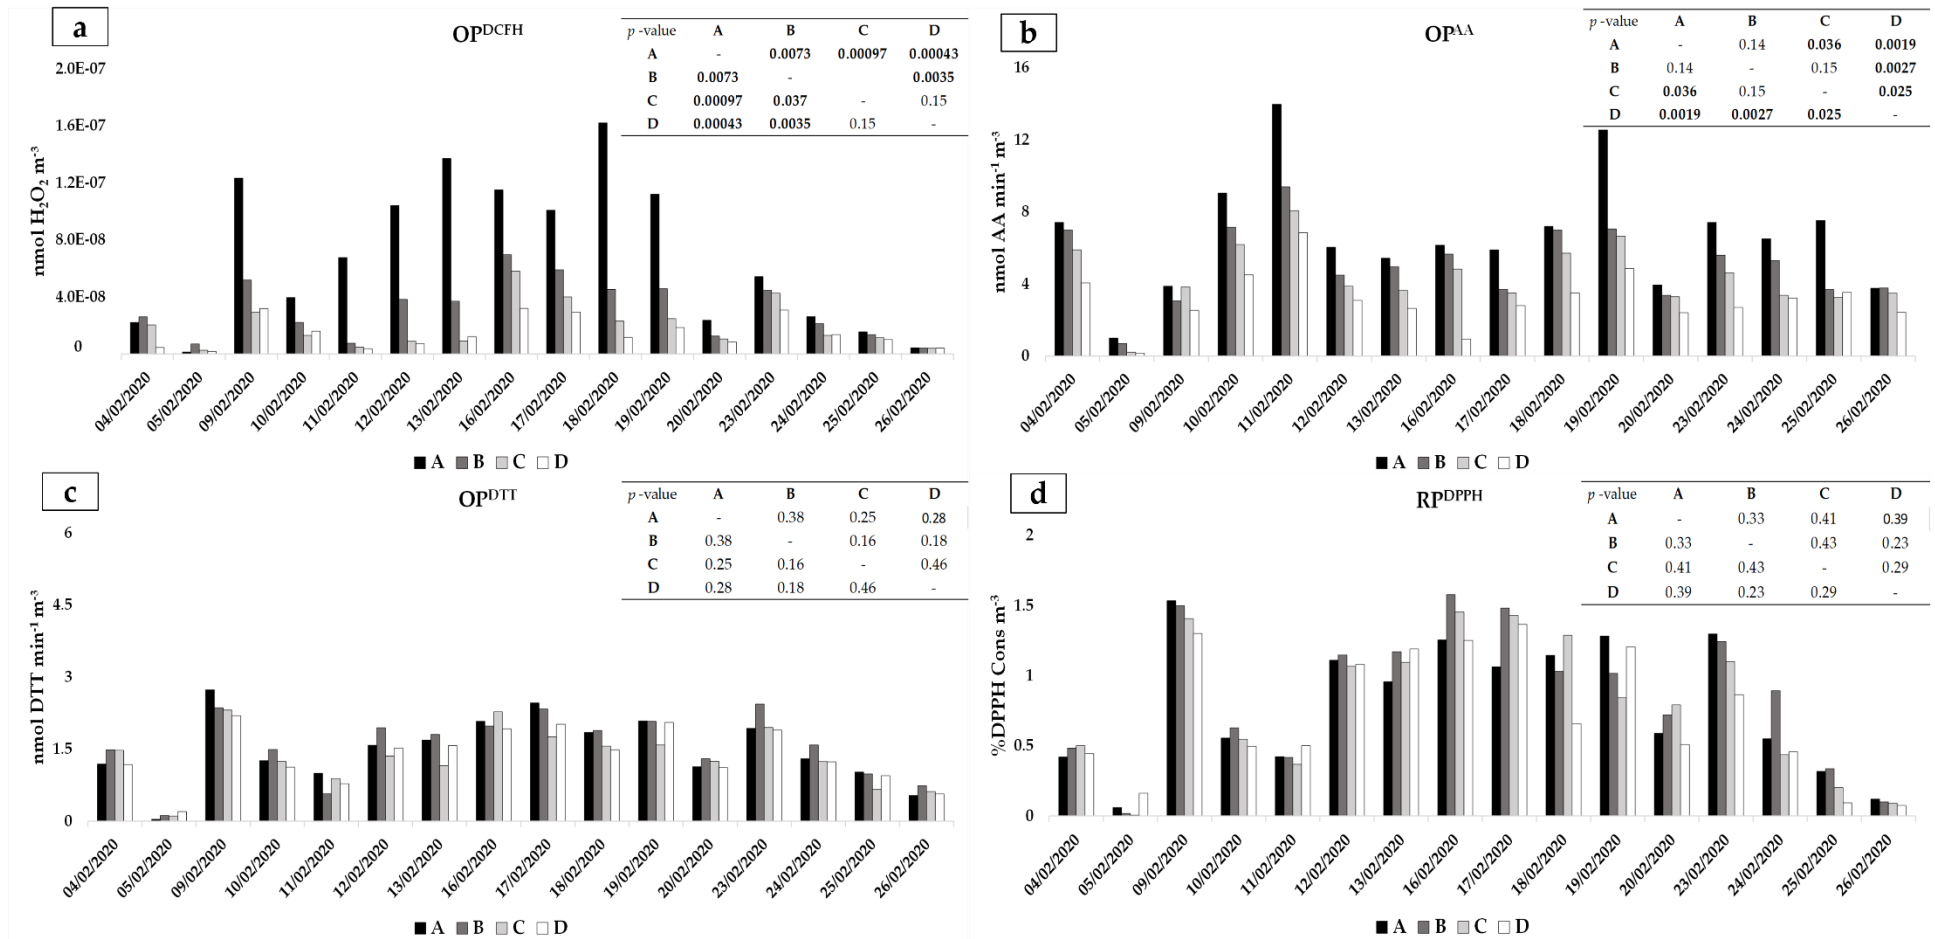 a
OP^DCFH
p -value A B C D
A - 0.0073 0.00097 0.00043
B 0.0073 - 0.0035
C 0.00097 0.037 - 0.15
D 0.00043 0.0035 0.15 -
nmol H₂O₂ m⁻³
2.0E-07
1.6E-07
1.2E-07
8.0E-08
4.0E-08
0
04/02/2020 05/02/2020 09/02/2020 10/02/2020 11/02/2020 12/02/2020 13/02/2020 16/02/2020 17/02/2020 18/02/2020 19/02/2020 20/02/2020 23/02/2020 24/02/2020 25/02/2020 26/02/2020
A B C D
b
OP^AA
p -value A B C D
A - 0.14 0.036 0.0019
B 0.14 - 0.15 0.0027
C 0.036 0.15 - 0.025
D 0.0019 0.0027 0.025 -
nmol AA min⁻¹ m⁻³
16
12
8
4
0
04/02/2020 05/02/2020 09/02/2020 10/02/2020 11/02/2020 12/02/2020 13/02/2020 16/02/2020 17/02/2020 18/02/2020 19/02/2020 20/02/2020 23/02/2020 24/02/2020 25/02/2020 26/02/2020
A B C D
c
OP^DTT
p -value A B C D
A - 0.38 0.25 0.28
B 0.38 - 0.16 0.18
C 0.25 0.16 - 0.46
D 0.28 0.18 0.46 -
nmol DTT min⁻¹ m⁻³
6
4.5
3
1.5
0
04/02/2020 05/02/2020 09/02/2020 10/02/2020 11/02/2020 12/02/2020 13/02/2020 16/02/2020 17/02/2020 18/02/2020 19/02/2020 20/02/2020 23/02/2020 24/02/2020 25/02/2020 26/02/2020
A B C D
d
RP^DPPH
p -value A B C D
A - 0.33 0.41 0.39
B 0.33 - 0.43 0.23
C 0.41 0.43 - 0.29
D 0.39 0.23 0.29 -
%DPPH Cons m⁻³
2
1.5
1
0.5
0
04/02/2020 05/02/2020 09/02/2020 10/02/2020 11/02/2020 12/02/2020 13/02/2020 16/02/2020 17/02/2020 18/02/2020 19/02/2020 20/02/2020 23/02/2020 24/02/2020 25/02/2020 26/02/2020
A B C D